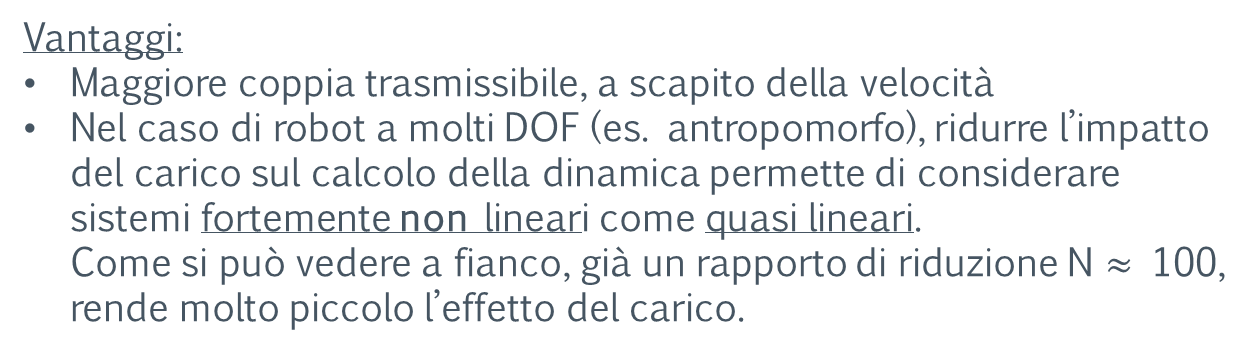 Vantaggi:
• Maggiore coppia trasmissibile, a scapito della velocità
• Nel caso di robot a molti DOF (es. antropomorfo), ridurre l’impatto
del carico sul calcolo della dinamica permette di considerare
sistemi fortemente non lineari come quasi lineari.
Come si può vedere a fianco, già un rapporto di riduzione N ≈ 100,
rende molto piccolo l’effetto del carico.